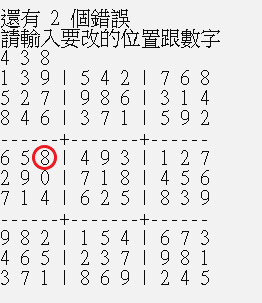 還有 2 個錯誤
請輸入要改的位置跟數字
4 3 8
1 3 9 | 5 4 2 | 7 6 8
5 2 7 | 9 8 6 | 3 1 4
8 4 6 | 3 7 1 | 5 9 2
------+-------+------
6 5 8 | 4 9 3 | 1 2 7
2 9 0 | 7 1 8 | 4 5 6
7 1 4 | 6 2 5 | 8 3 9
------+-------+------
9 8 2 | 1 5 4 | 6 7 3
4 6 5 | 2 3 7 | 9 8 1
3 7 1 | 8 6 9 | 2 4 5